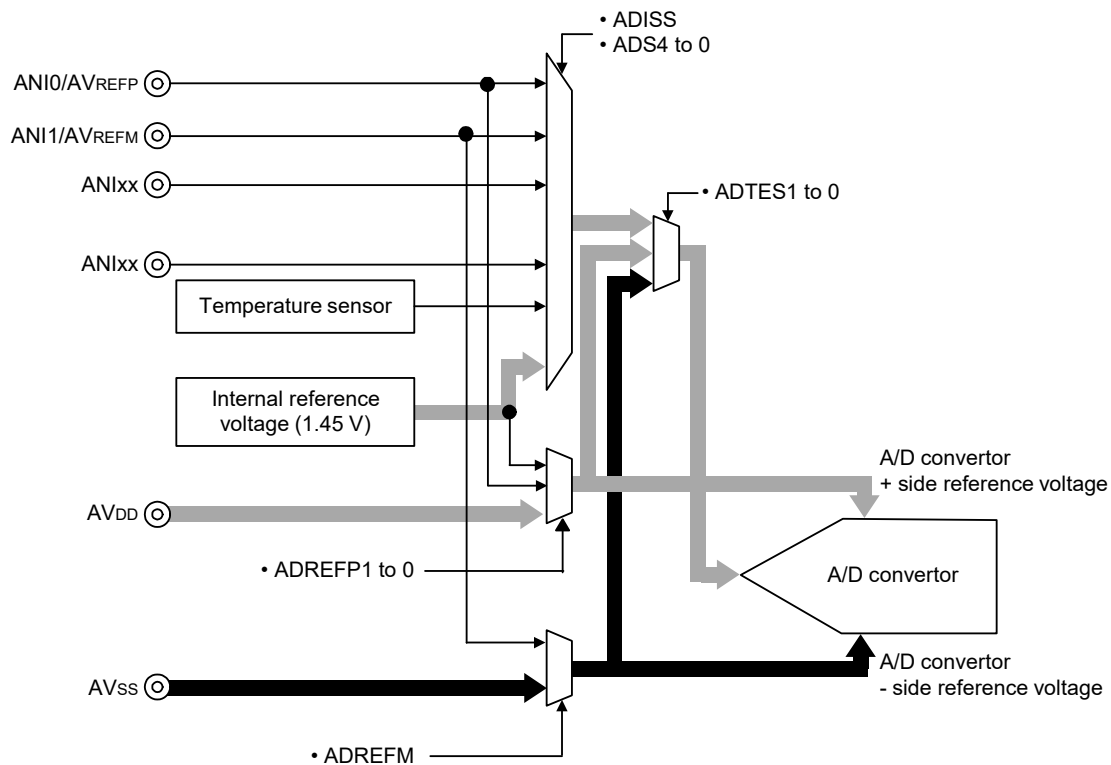 • ADISS
• ADS4 to 0
ANI0/AVREFP
ANI1/AVREFM
ANIxx
• ADTES1 to 0
ANIxx
Temperature sensor
Internal reference
voltage (1.45 V)
A/D convertor
+ side reference voltage
AVDD
• ADREFP1 to 0
A/D convertor
A/D convertor
- side reference voltage
AVSS
• ADREFM